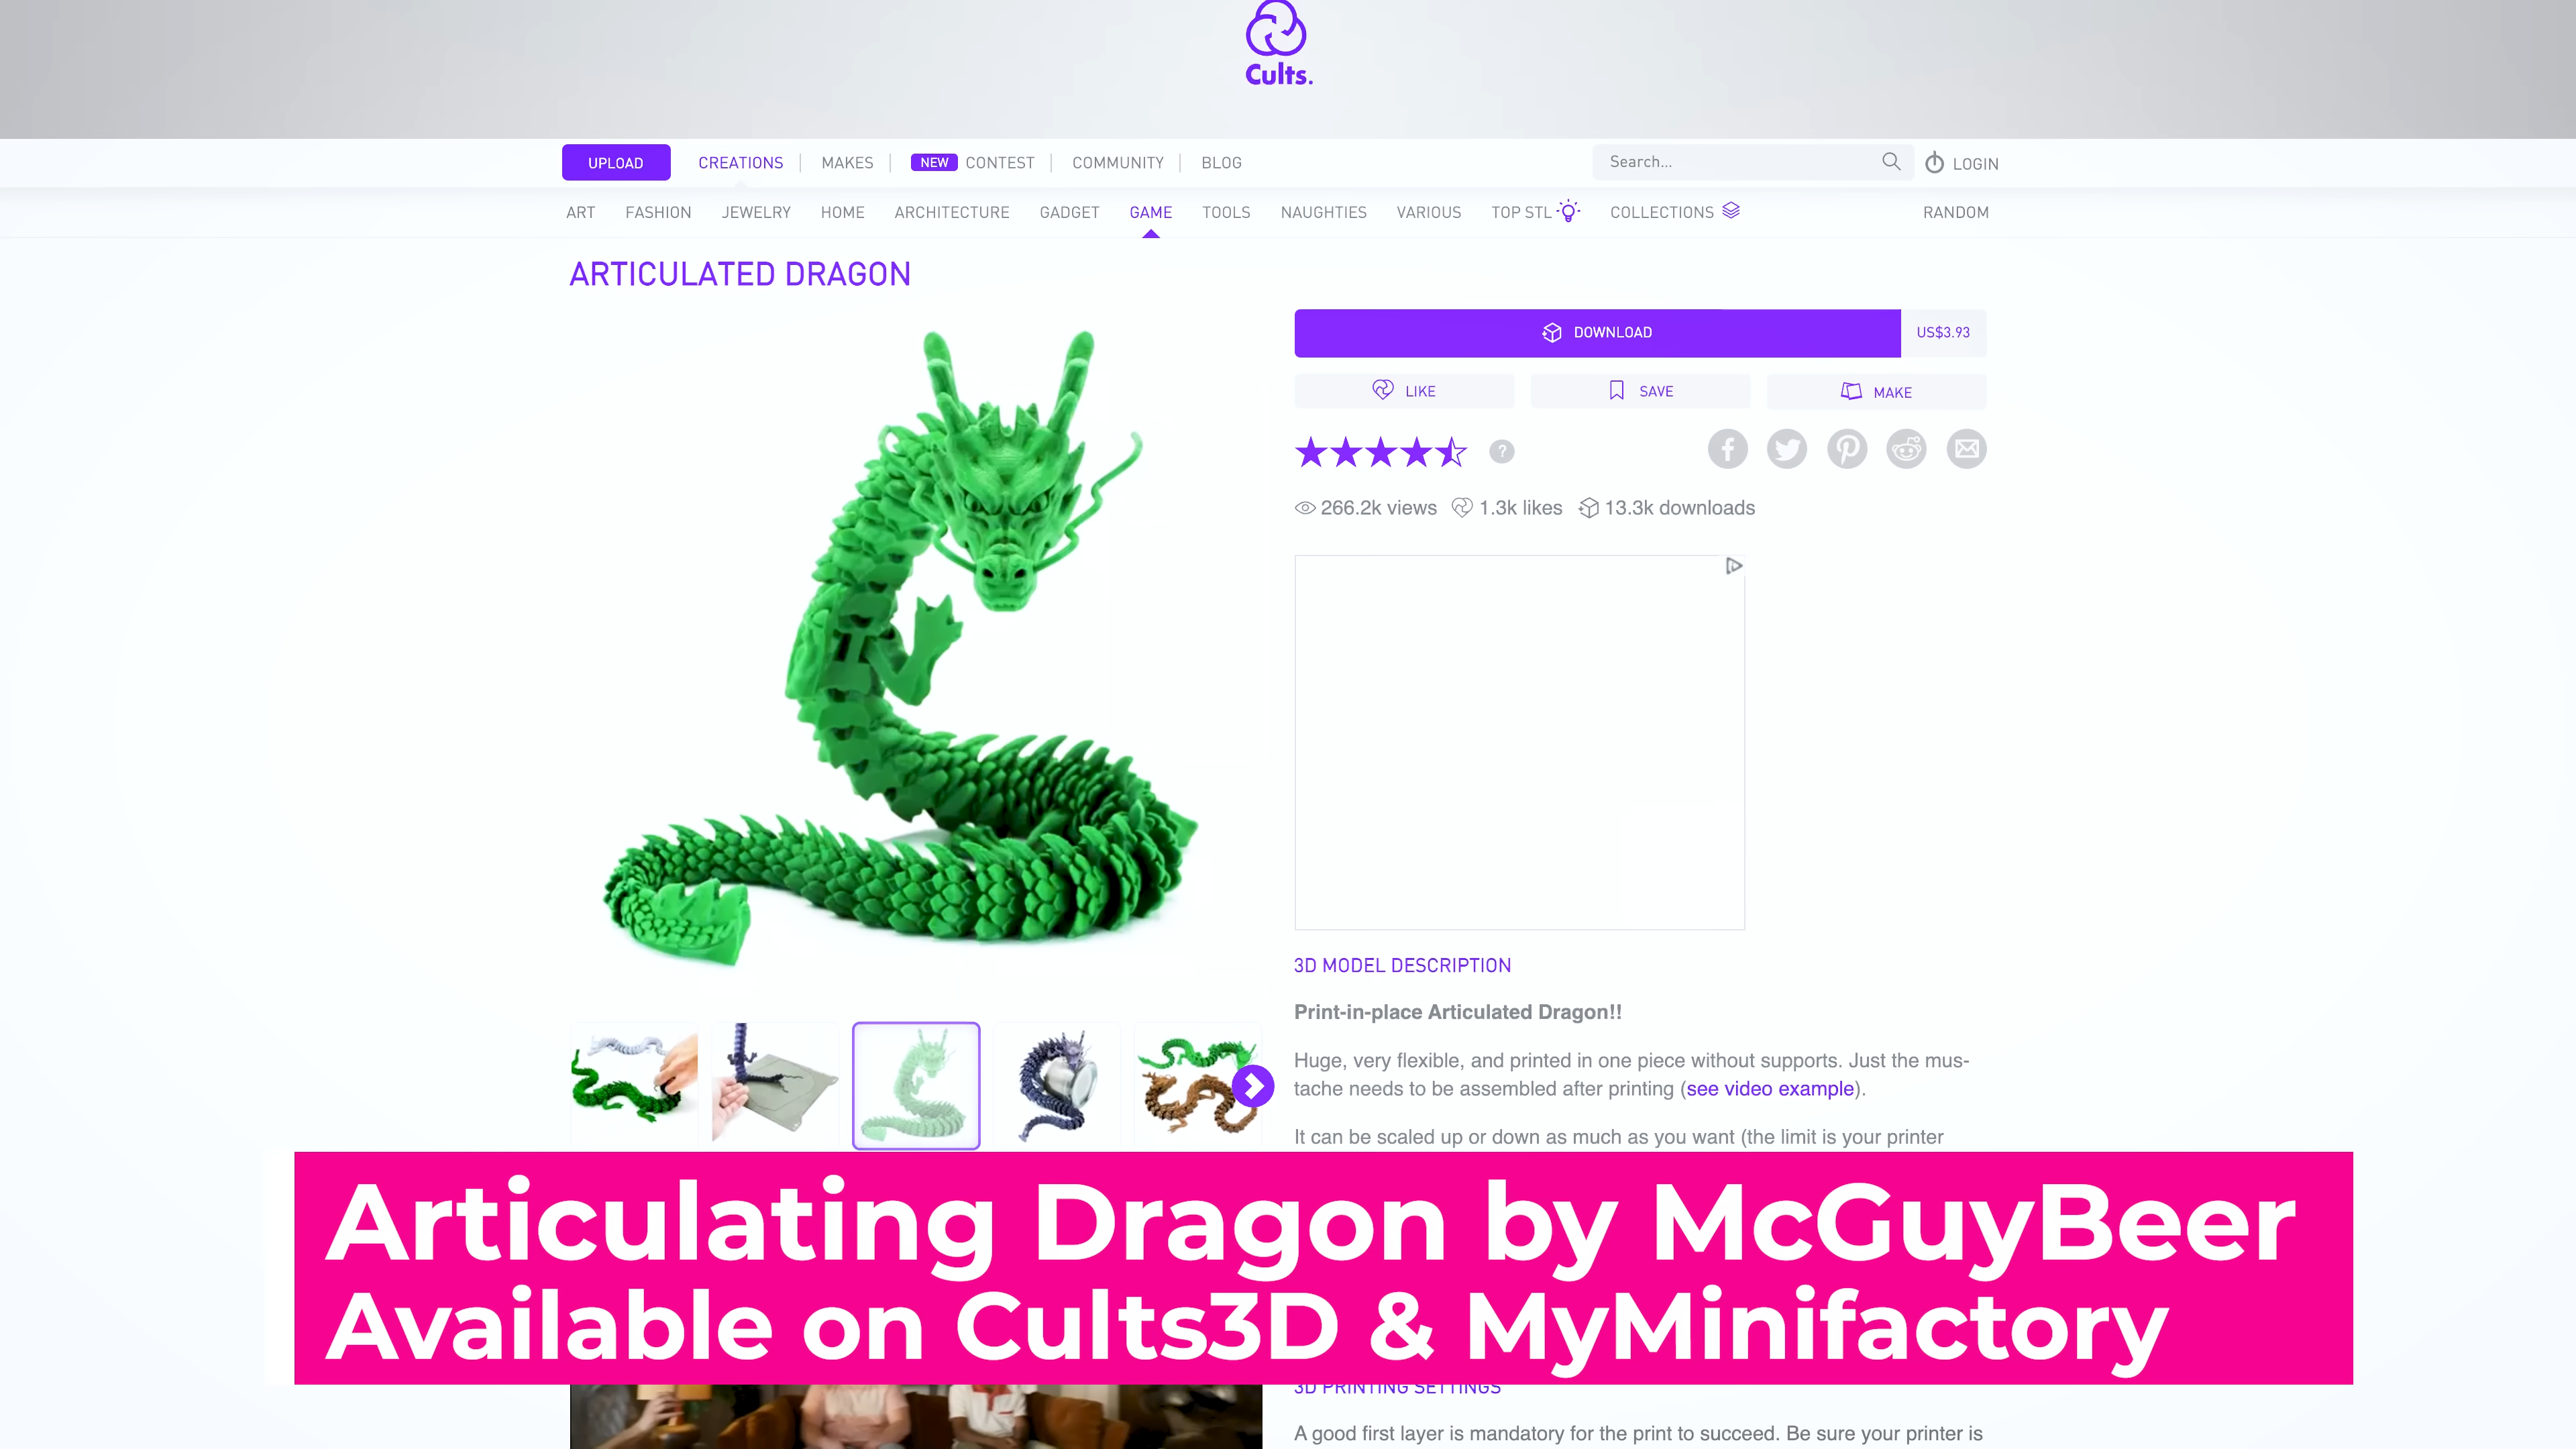 Cults.
UPLOAD CREATIONS | MAKES | NEW CONTEST | COMMUNITY | BLOG Search... LOGIN
ART FASHION JEWELRY HOME ARCHITECTURE GADGET GAME TOOLS NAUGHTIES VARIOUS TOP STL COLLECTIONS RANDOM
ARTICULATED DRAGON
DOWNLOAD US$3.93
LIKE SAVE MAKE
?
266.2k views 1.3k likes 13.3k downloads
3D MODEL DESCRIPTION
Print-in-place Articulated Dragon!!
Huge, very flexible, and printed in one piece without supports. Just the mus-
tache needs to be assembled after printing (see video example).
It can be scaled up or down as much as you want (the limit is your printer
Articulating Dragon by McGuyBeer
Available on Cults3D & MyMinifactory
3D PRINTING SETTINGS
A good first layer is mandatory for the print to succeed. Be sure your printer is